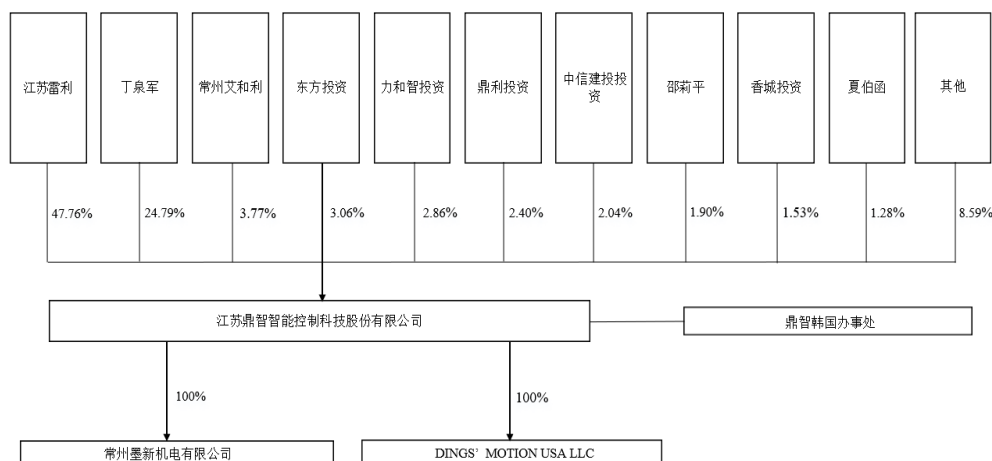 江苏雷利
丁泉军
常州艾和利
东方投资
力和智投资
鼎利投资
中信建投投
资
邵莉平
香城投资
夏伯函
其他
47.76%
24.79%
3.77%
3.06%
2.86%
2.40%
2.04%
1.90%
1.53%
1.28%
8.59%
江苏鼎智智能控制科技股份有限公司
鼎智韩国办事处
100%
100%
常州墨新机电有限公司
DINGS' MOTION USA LLC